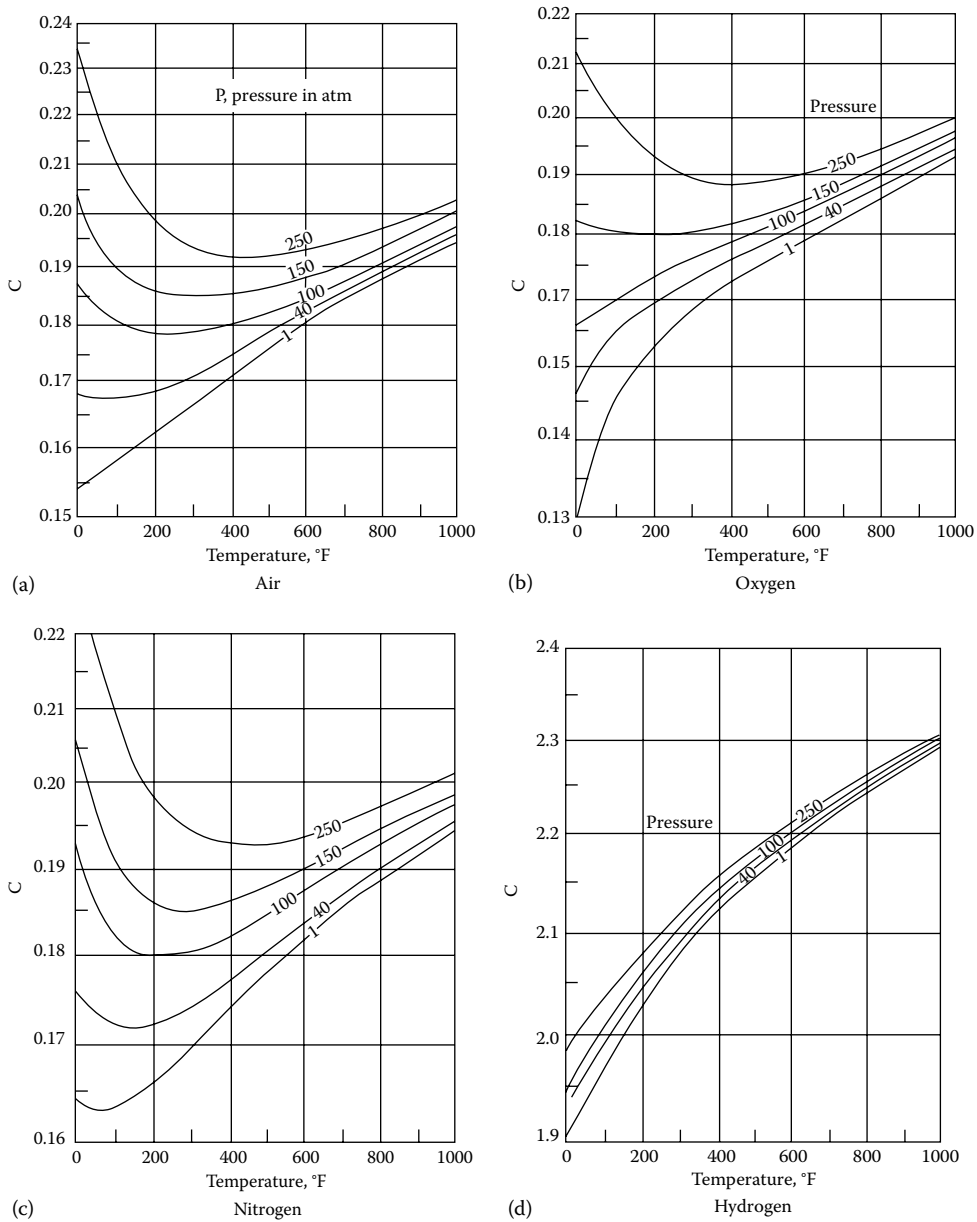 0.24
0.23
0.22
0.21
0.20
0.19
0.18
0.17
0.16
0.15
C
P, pressure in atm
250
150
100
40
1
0 200 400 600 800 1000
Temperature, °F
(a) Air
0.22
0.21
0.20
0.19
0.18
0.17
0.15
0.14
0.13
C
Pressure
250
150
100
40
1
0 200 400 600 800 1000
Temperature, °F
(b) Oxygen
0.22
0.21
0.20
0.19
0.18
0.17
0.16
C
250
150
100
40
1
0 200 400 600 800 1000
Temperature, °F
(c) Nitrogen
2.4
2.3
2.2
2.1
2.0
1.9
C
Pressure
250
100
40
1
0 200 400 600 800 1000
Temperature, °F
(d) Hydrogen